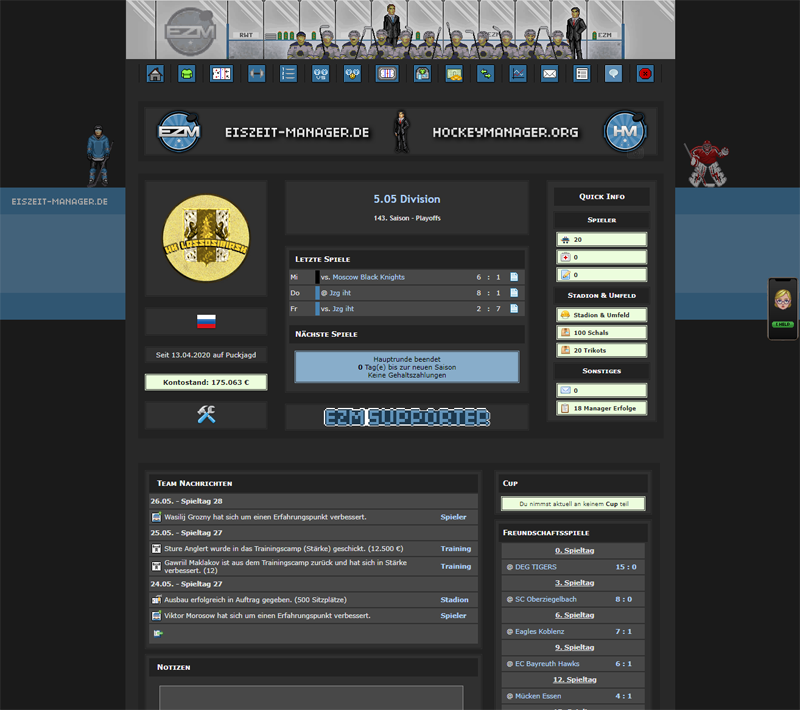 EZM
RWT
EZM
EZM
EZM
EISZEIT-MANAGER.DE
HOCKEYMANAGER.ORG
HM
EISZEIT-MANAGER.DE
HK LOSSOSIBIRSK
Seit 13.04.2020 auf Puckjagd
Kontostand: 175.063 €
5.05 Division
143. Saison - Playoffs
Letzte Spiele
Mi vs. Moscow Black Knights 6 : 1
Do @ Jzg iht 8 : 1
Fr vs. Jzg iht 2 : 7
Nächste Spiele
Hauptrunde beendet
0 Tag(e) bis zur neuen Saison
Keine Gehaltszahlungen
EZM SUPPORTER
Quick Info
Spieler
20
0
0
Stadion & Umfeld
Stadion & Umfeld
100 Schals
20 Trikots
Sonstiges
0
18 Manager Erfolge
1 HELD
Team Nachrichten
26.05. - Spieltag 28
Wasilij Grozny hat sich um einen Erfahrungspunkt verbessert. Spieler
25.05. - Spieltag 27
Sture Anglert wurde in das Trainingscamp (Stärke) geschickt. (12.500 €) Training
Gawriil Maklakov ist aus dem Trainingscamp zurück und hat sich in Stärke
verbessert. (12) Training
24.05. - Spieltag 27
Ausbau erfolgreich in Auftrag gegeben. (500 Sitzplätze) Stadion
Viktor Morosow hat sich um einen Erfahrungspunkt verbessert. Spieler
Notizen
Cup
Du nimmst aktuell an keinem Cup teil
Freundschaftsspiele
0. Spieltag
@ DEG TIGERS 15 : 0
3. Spieltag
@ SC Oberziegelbach 8 : 0
6. Spieltag
@ Eagles Koblenz 7 : 1
9. Spieltag
@ EC Bayreuth Hawks 6 : 1
12. Spieltag
@ Mücken Essen 4 : 1